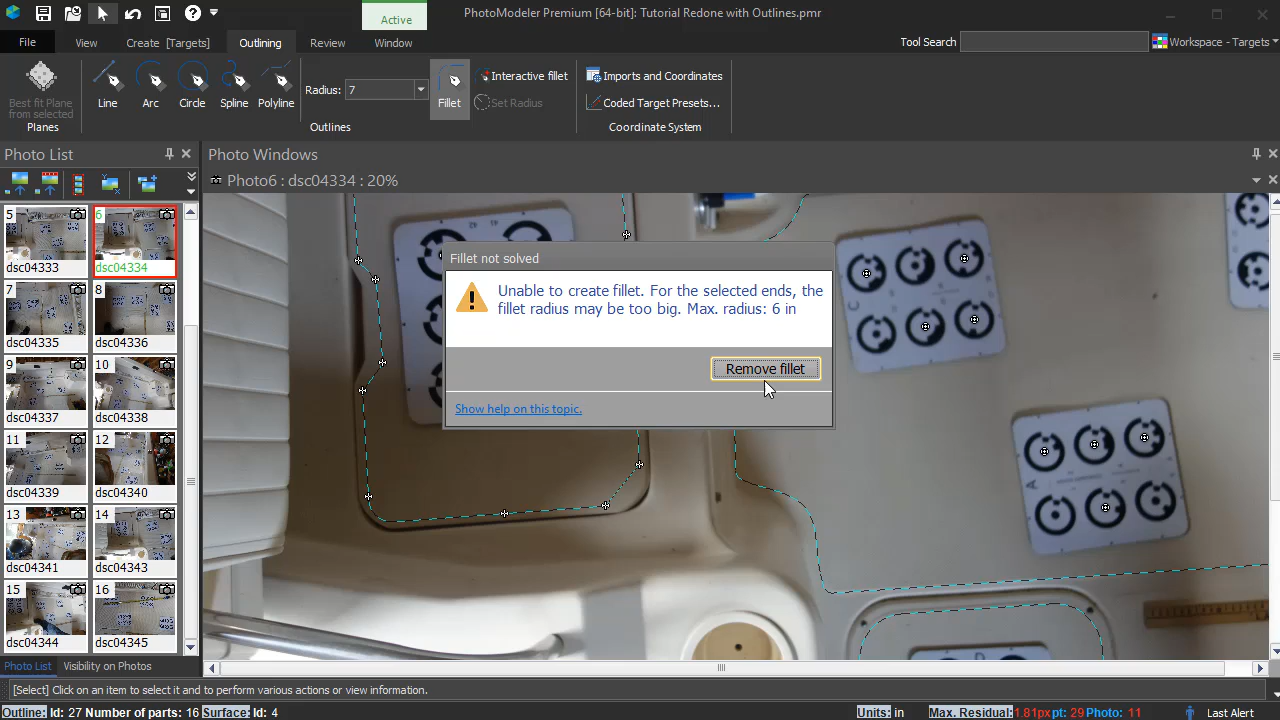 PhotoModeler Premium [64-bit]: Tutorial Redone with Outlines.pmr
Active
File
View
Create [Targets]
Outlining
Review
Window
Tool Search
Workspace - Targets
Best fit Plane
from selected
Planes
Line
Arc
Circle
Spline
Polyline
Radius: 7
Outlines
Fillet
Interactive fillet
Set Radius
Imports and Coordinates
Coded Target Presets...
Coordinate System
Photo List
5
dsc04333
6
dsc04334
7
dsc04335
8
dsc04336
9
dsc04337
10
dsc04338
11
dsc04339
12
dsc04340
13
dsc04341
14
dsc04343
15
dsc04344
16
dsc04345
Photo List
Visibility on Photos
Photo Windows
Photo6 : dsc04334 : 20%
Fillet not solved
Unable to create fillet. For the selected ends, the
fillet radius may be too big. Max. radius: 6 in
Remove fillet
Show help on this topic.
C
A
D
[Select] Click on an item to select it and to perform various actions or view information.
Outline: Id: 27 Number of parts: 16 Surface: Id: 4
Units: in
Max. Residual: 1.81px pt: 29 Photo: 11
Last Alert